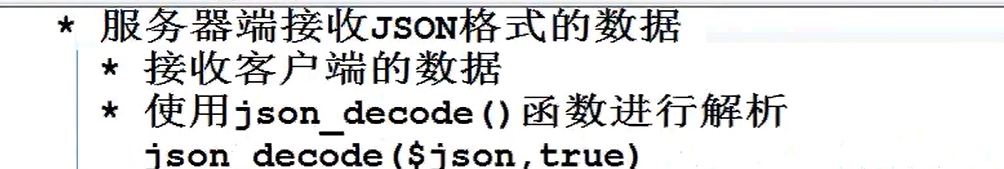 * 服务器端接收JSON格式的数据
* 接收客户端的数据
* 使用json_decode()函数进行解析
json_decode($json,true)